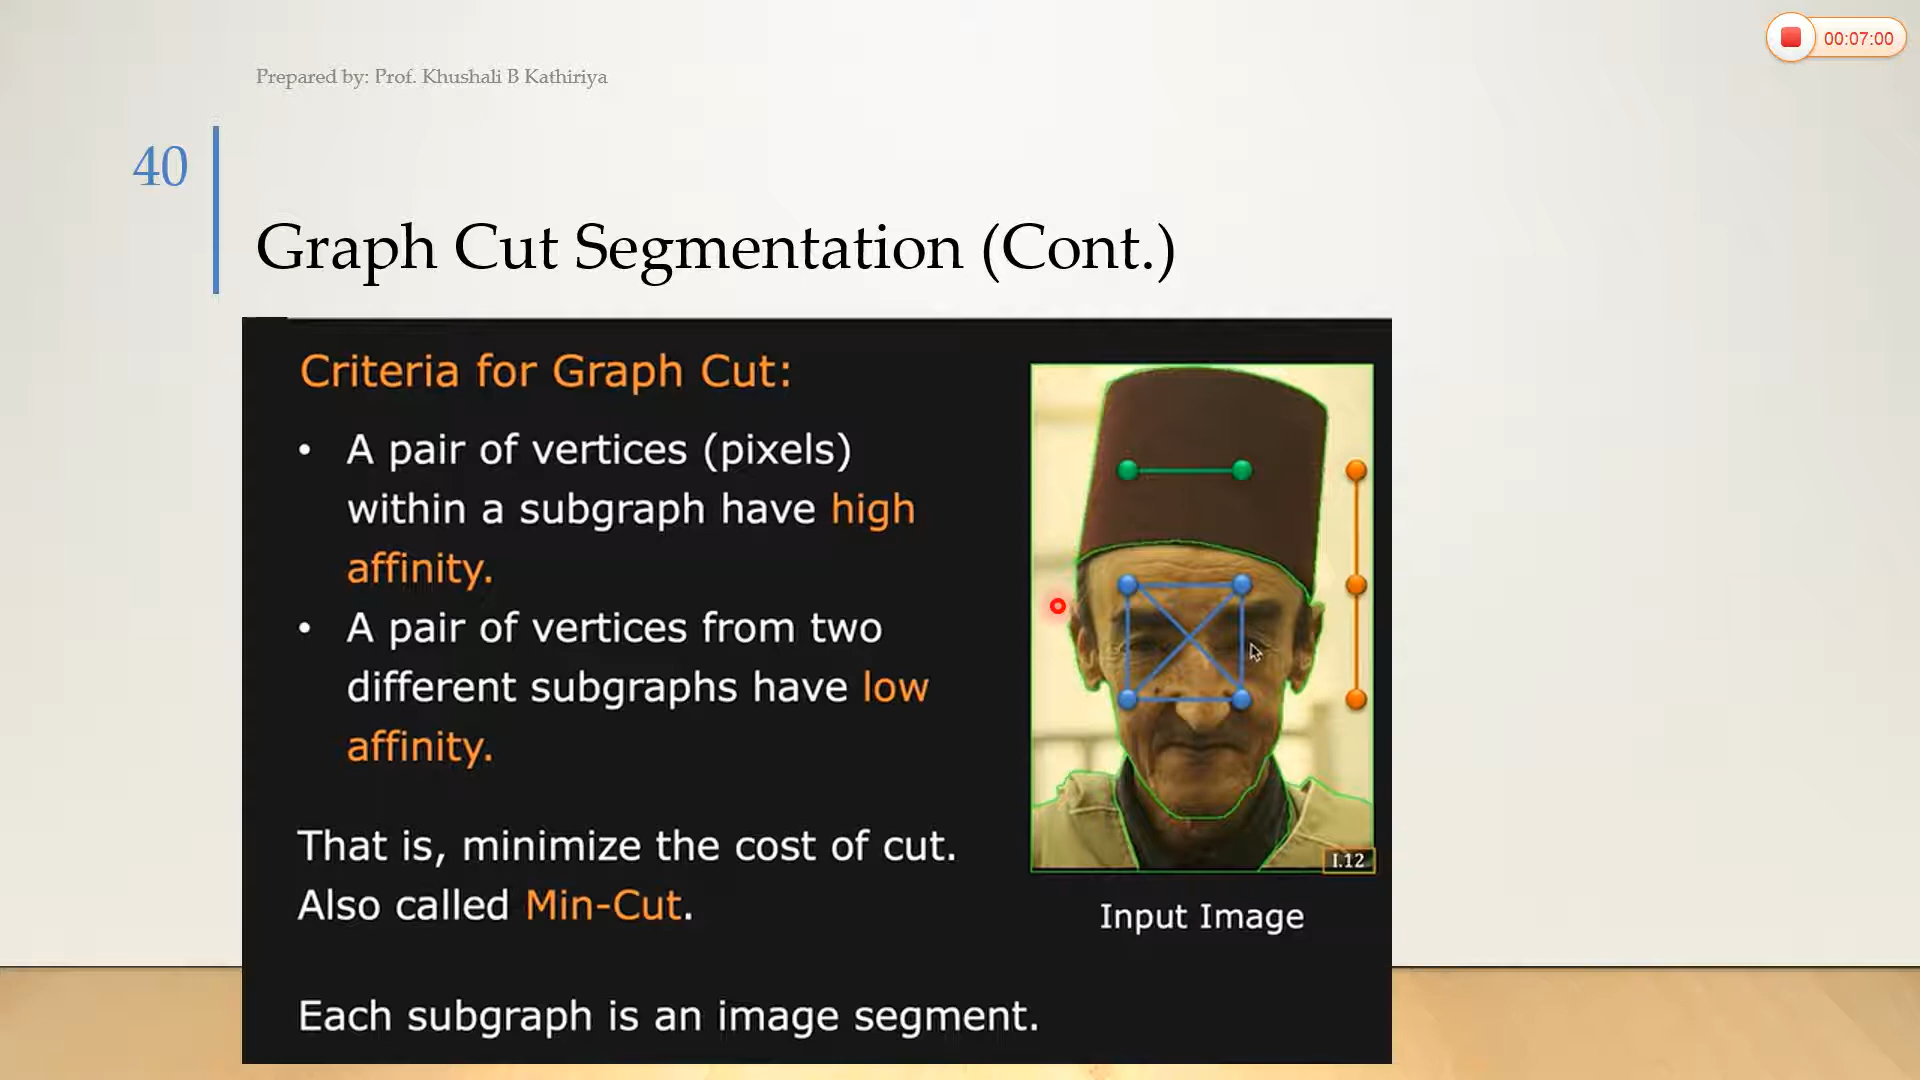 00:07:00
Prepared by: Prof. Khushali B Kathiriya
40
Graph Cut Segmentation (Cont.)
Criteria for Graph Cut:
• A pair of vertices (pixels)
within a subgraph have high
affinity.
• A pair of vertices from two
different subgraphs have low
affinity.
That is, minimize the cost of cut.
Also called Min-Cut.
Each subgraph is an image segment.
I.12
Input Image